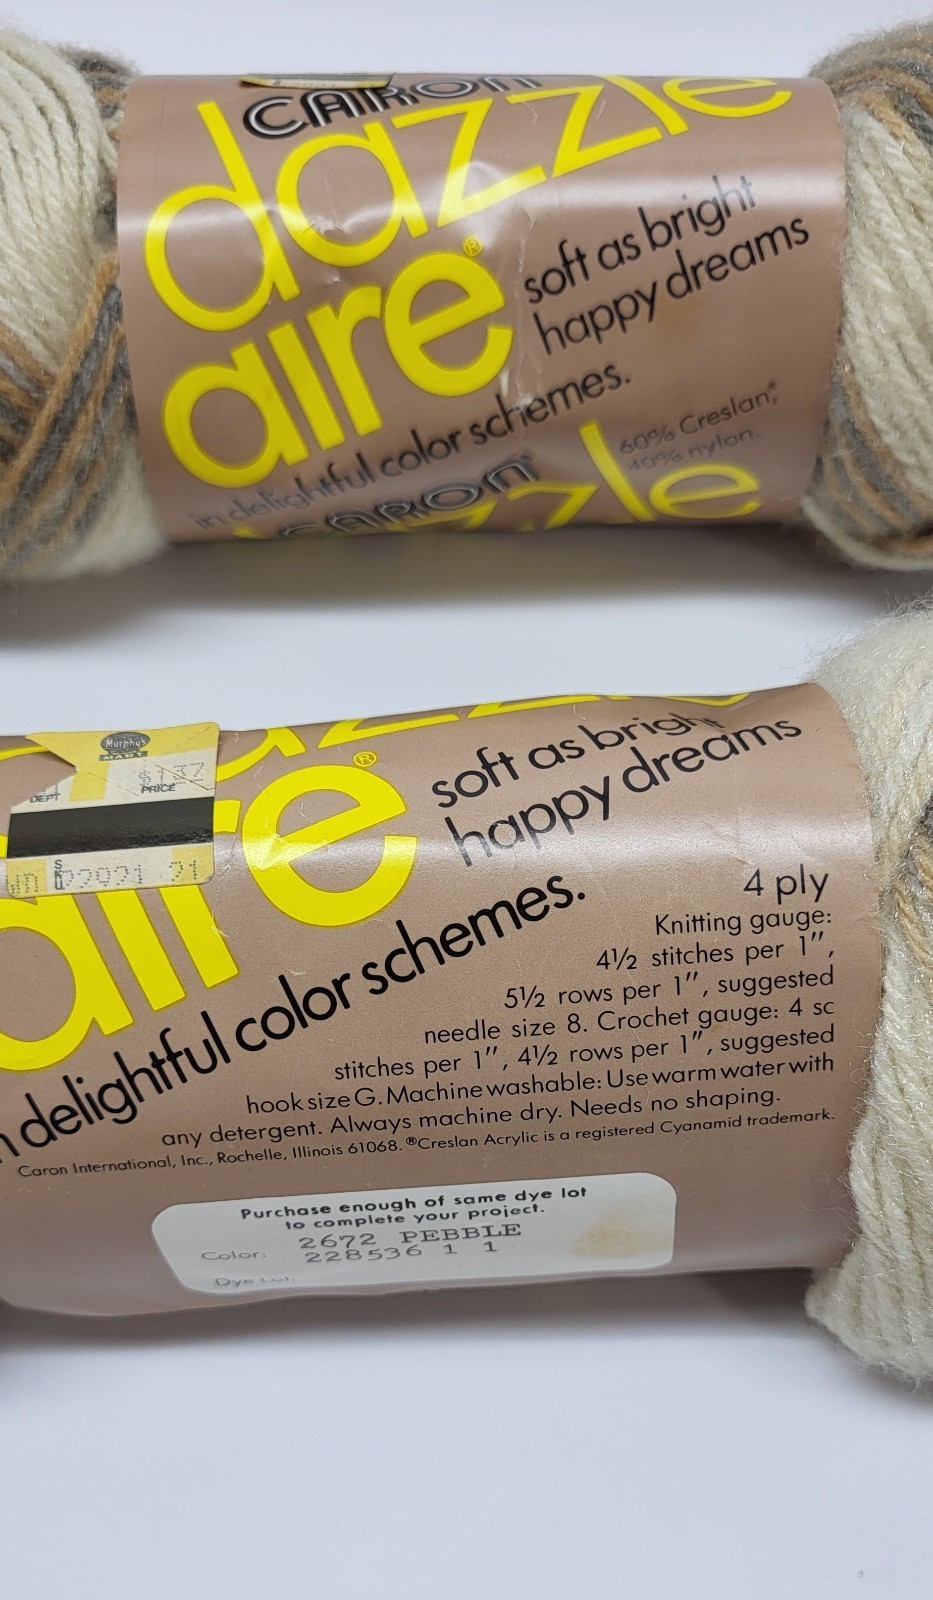 CARON
dazzle
aire®
soft as bright
happy dreams
in delightful color schemes.
60% Creslan,®
40% nylon.
CARON®
dazzle
dazzle
aire®
soft as bright
happy dreams
in delightful color schemes.
Murphy's
MART
DEPT
PRICE
SKU
21
4 ply
Knitting gauge:
4½ stitches per 1",
5½ rows per 1", suggested
needle size 8. Crochet gauge: 4 sc
stitches per 1", 4½ rows per 1", suggested
hook size G. Machine washable: Use warm water with
any detergent. Always machine dry. Needs no shaping.
Caron International, Inc., Rochelle, Illinois 61068. ®Creslan Acrylic is a registered Cyanamid trademark.
Purchase enough of same dye lot
to complete your project.
Color: 2672 PEBBLE
228536 1 1
Dye Lot: